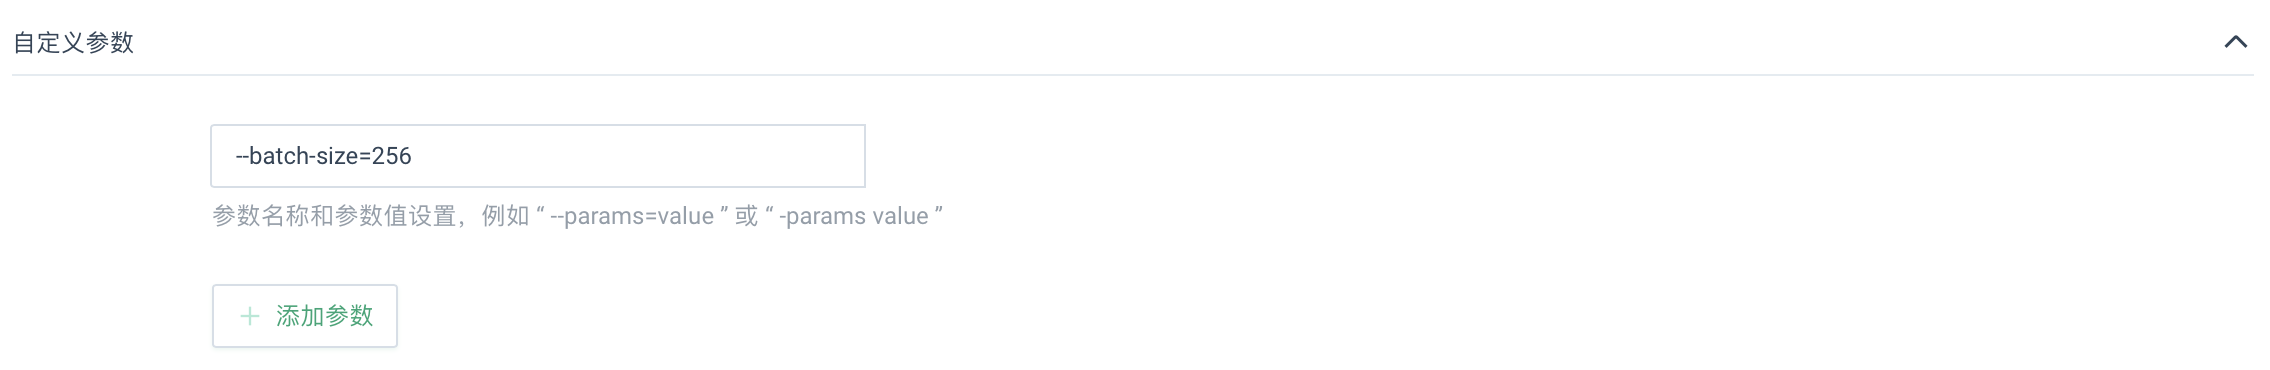 自定义参数
--batch-size=256
参数名称和参数值设置，例如 “ --params=value ” 或 “ -params value ”
添加参数